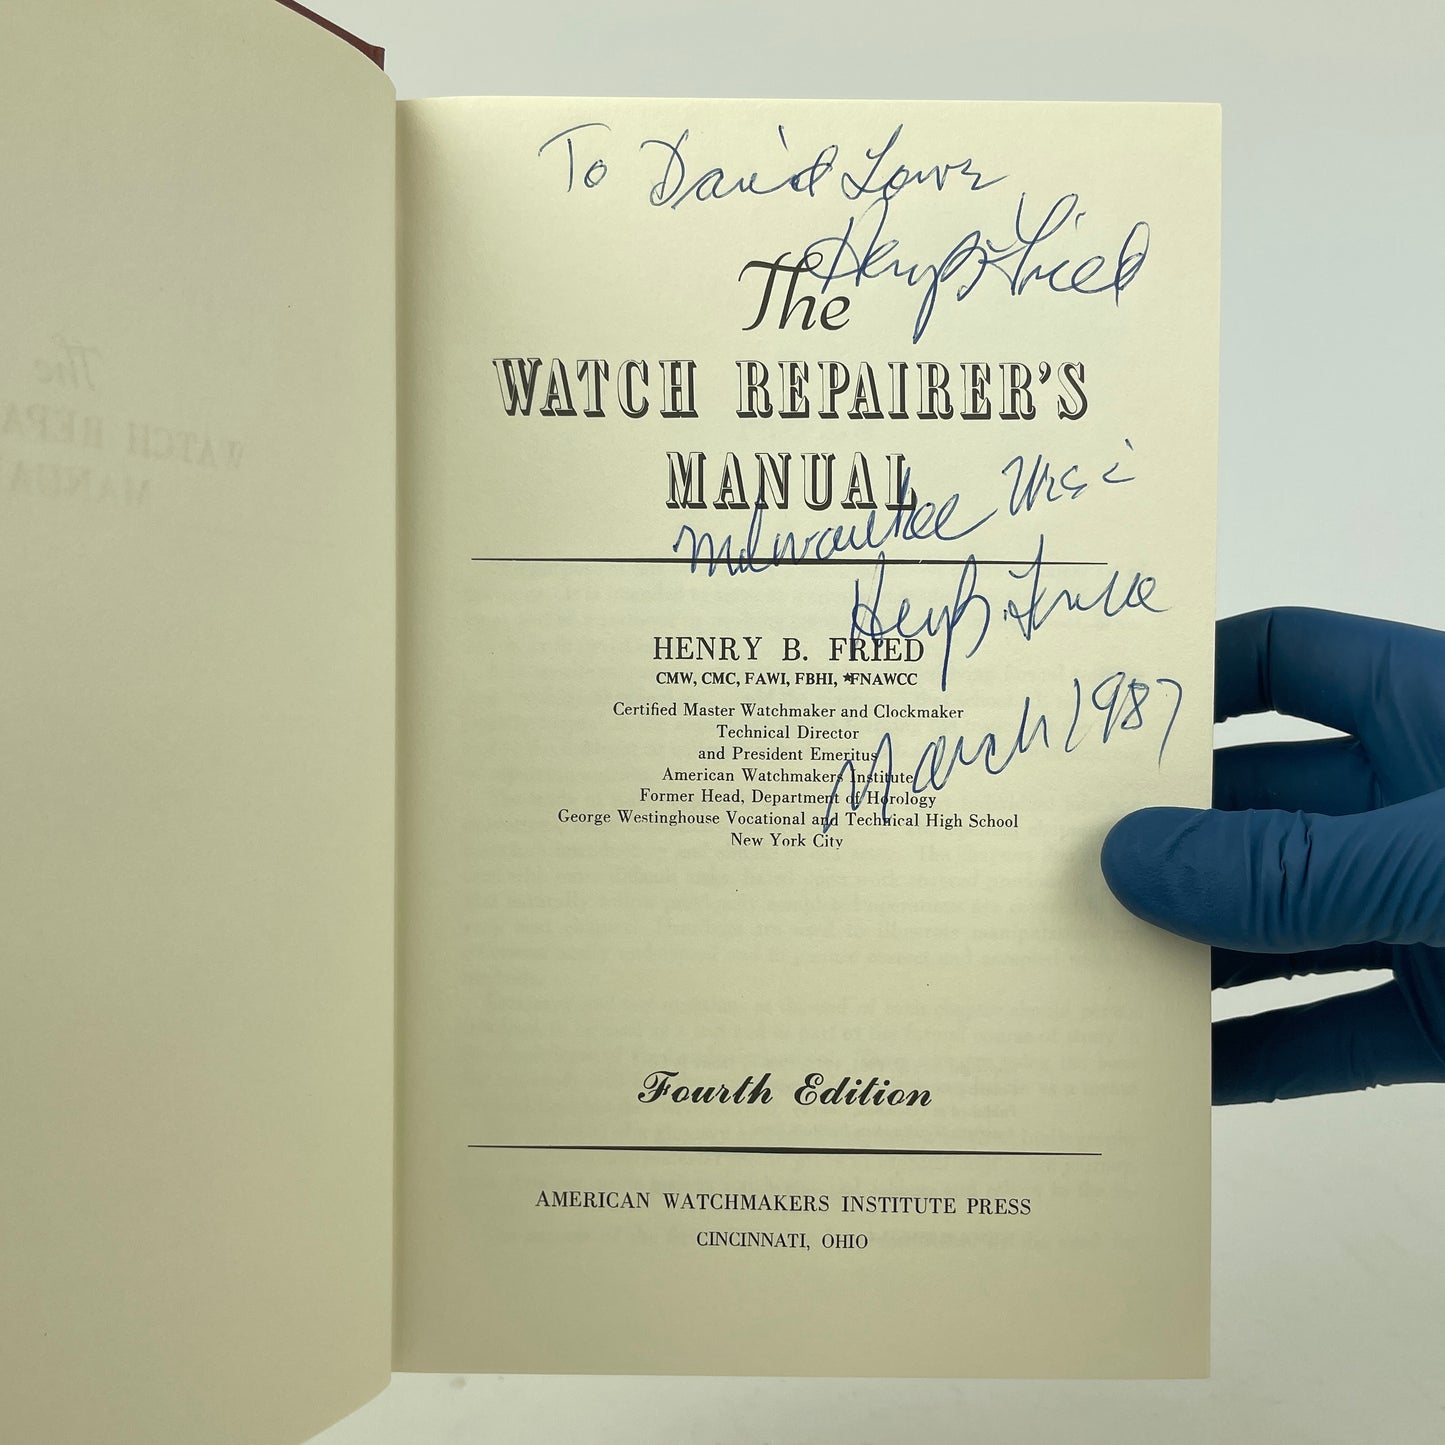 To David Lowe
Henry B Fried
The
WATCH REPAIRER'S
MANUAL
Milwaukee Wisc
Henry B. Fried
HENRY B. FRIED
CMW, CMC, FAWI, FBHI, *FNAWCC
March 1987
Certified Master Watchmaker and Clockmaker
Technical Director
and President Emeritus
American Watchmakers Institute
Former Head, Department of Horology
George Westinghouse Vocational and Technical High School
New York City
Fourth Edition
AMERICAN WATCHMAKERS INSTITUTE PRESS
CINCINNATI, OHIO